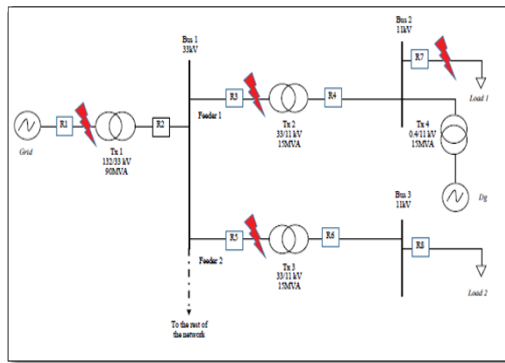 Bus 1
33kV
Bus 2
11kV
R7
Load 1
R1
R2
R3
R4
Grid
Tx 1
132/33 kV
90MVA
Feeder 1
Tx 2
33/11 kV
15MVA
Tx 4
0.4/11 kV
15MVA
Dg
Bus 3
11kV
R5
R6
R8
Feeder 2
Tx 3
33/11 kV
15MVA
Load 2
To the rest of
the network